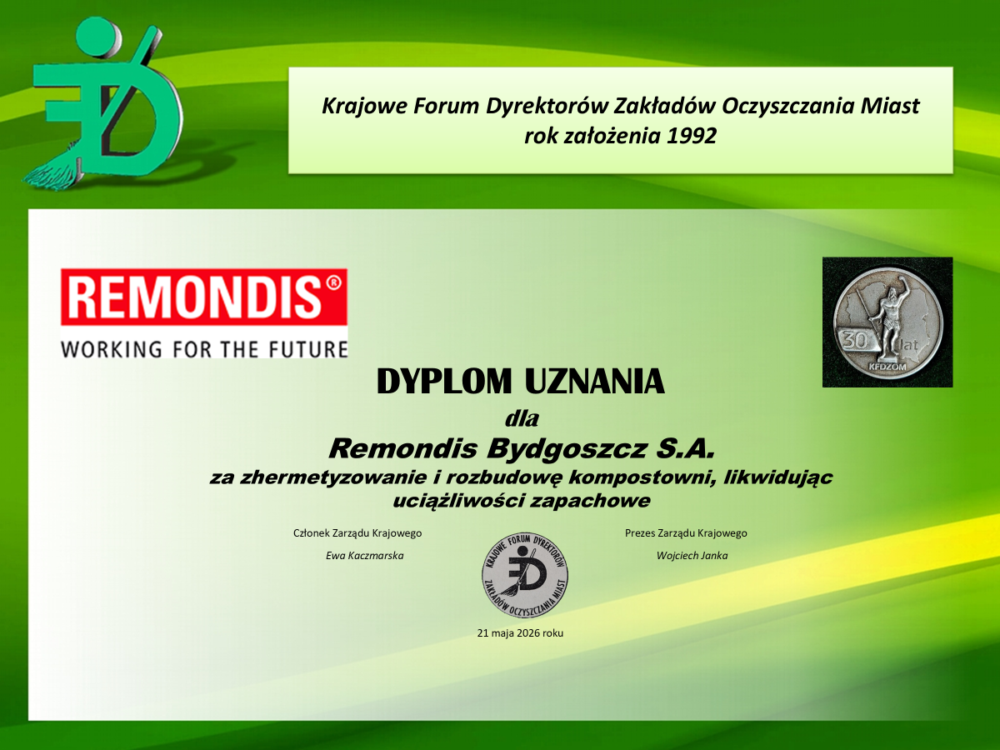 Krajowe Forum Dyrektorów Zakładów Oczyszczania Miast
rok założenia 1992
REMONDIS®
WORKING FOR THE FUTURE
30 lat
KFDZOM
DYPLOM UZNANIA
dla
Remondis Bydgoszcz S.A.
za zhermetyzowanie i rozbudowę kompostowni, likwidując
uciążliwości zapachowe
Członek Zarządu Krajowego
Prezes Zarządu Krajowego
Ewa Kaczmarska
Wojciech Janka
KRAJOWE FORUM DYREKTORÓW
ZAKŁADÓW OCZYSZCZANIA MIAST
21 maja 2026 roku